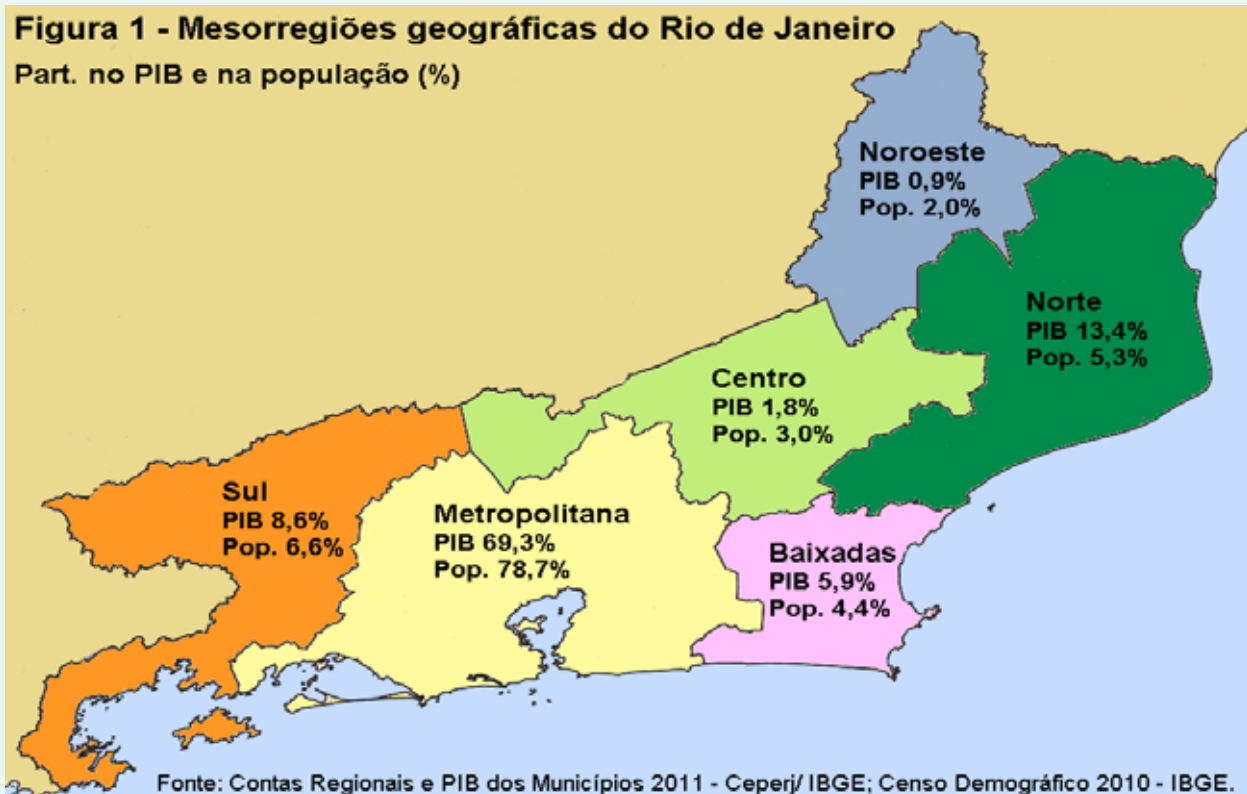 Figura 1 - Mesorregiões geográficas do Rio de Janeiro
Part. no PIB e na população (%)
Noroeste
PIB 0,9%
Pop. 2,0%
Norte
PIB 13,4%
Pop. 5,3%
Centro
PIB 1,8%
Pop. 3,0%
Sul
PIB 8,6%
Pop. 6,6%
Metropolitana
PIB 69,3%
Pop. 78,7%
Baixadas
PIB 5,9%
Pop. 4,4%
Fonte: Contas Regionais e PIB dos Municípios 2011 - Ceperj/ IBGE; Censo Demográfico 2010 - IBGE.